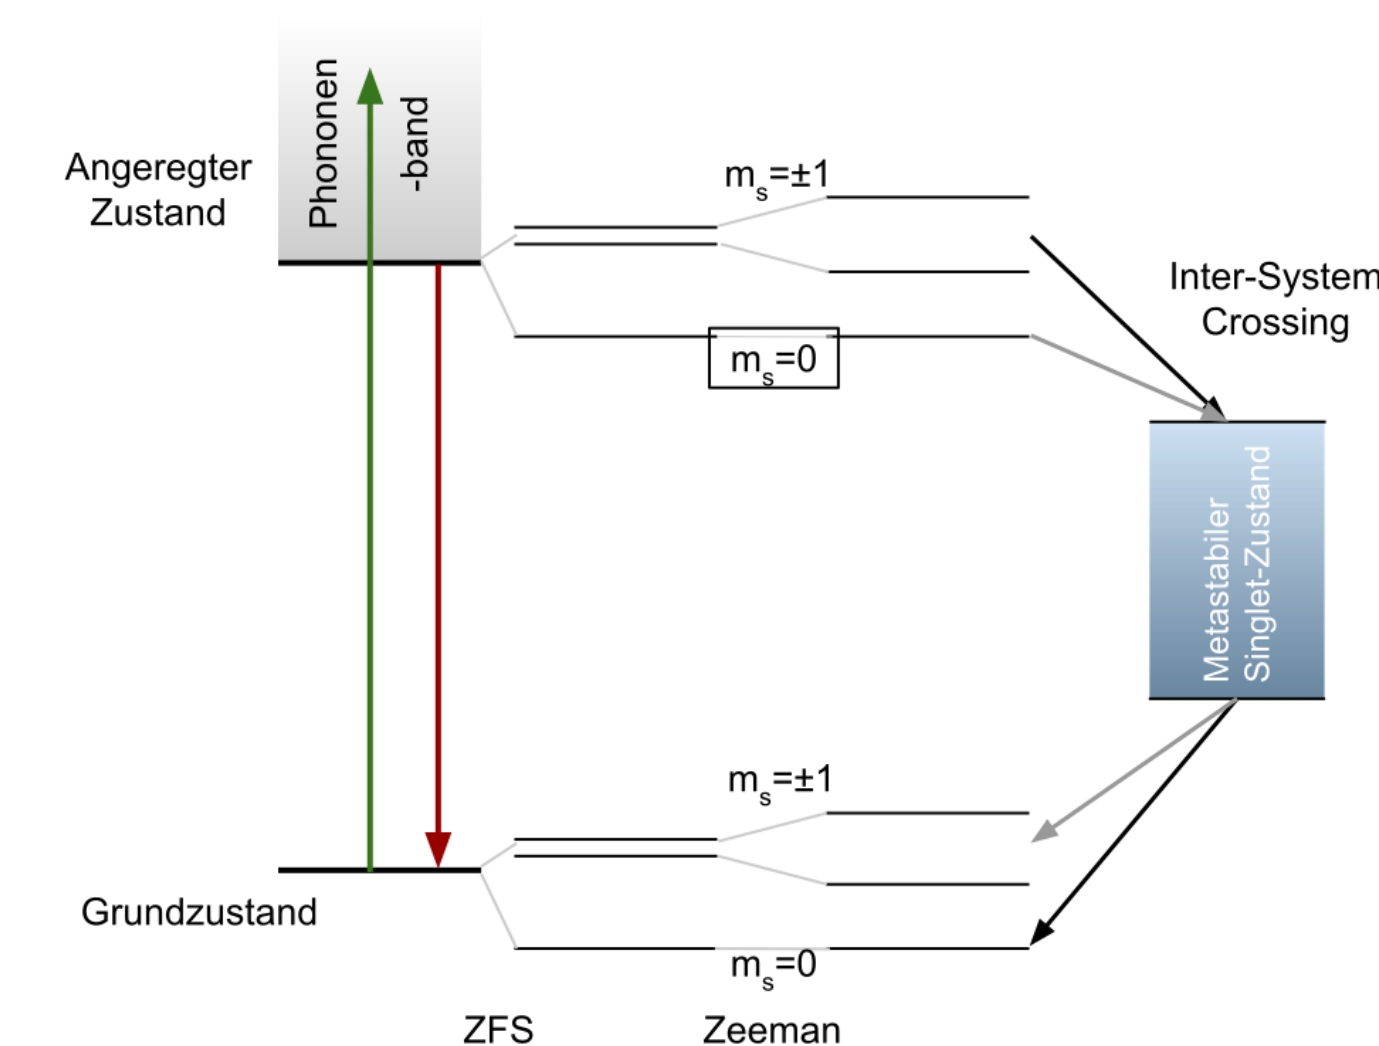 Phononen
-band
Angeregter
Zustand
m_s=±1
m_s=0
Inter-System
Crossing
Metastabiler
Singlet-Zustand
m_s=±1
Grundzustand
m_s=0
ZFS
Zeeman